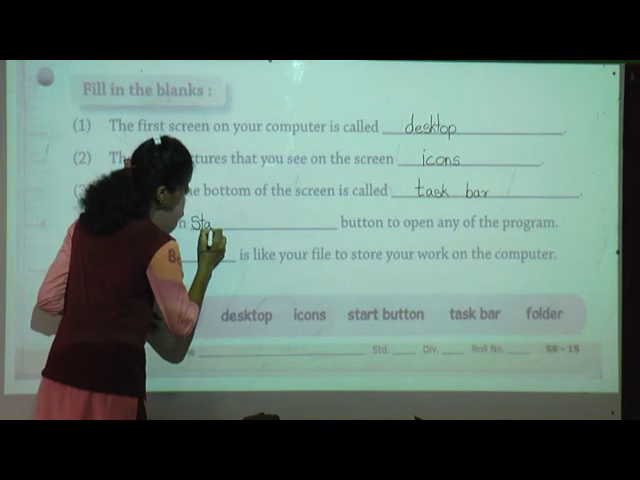 Fill in the blanks :
(1) The first screen on your computer is called desktop.
(2) tures that you see on the screen icons.
(3 e bottom of the screen is called task bar.
n Sta button to open any of the program.
is like your file to store your work on the computer.
desktop icons start button task bar folder
Std. Div. Roll No. SS - 15